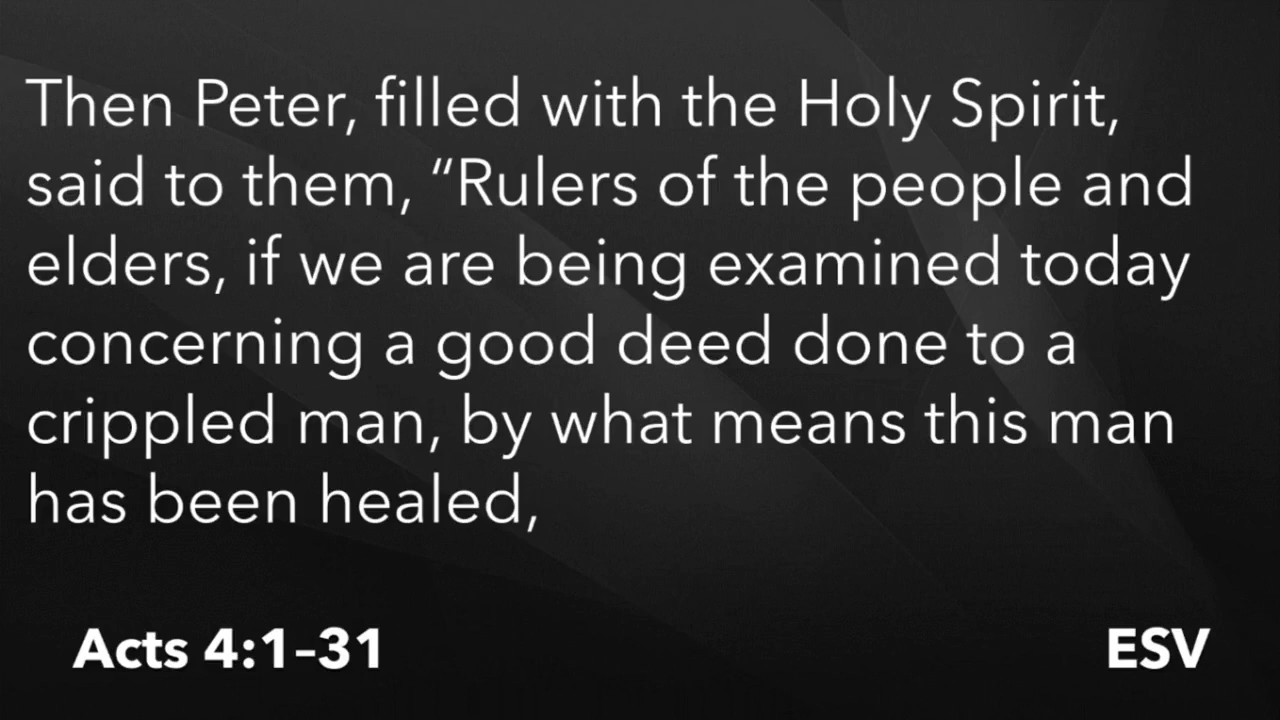 Then Peter, filled with the Holy Spirit,
said to them, “Rulers of the people and
elders, if we are being examined today
concerning a good deed done to a
crippled man, by what means this man
has been healed,
Acts 4:1–31
ESV